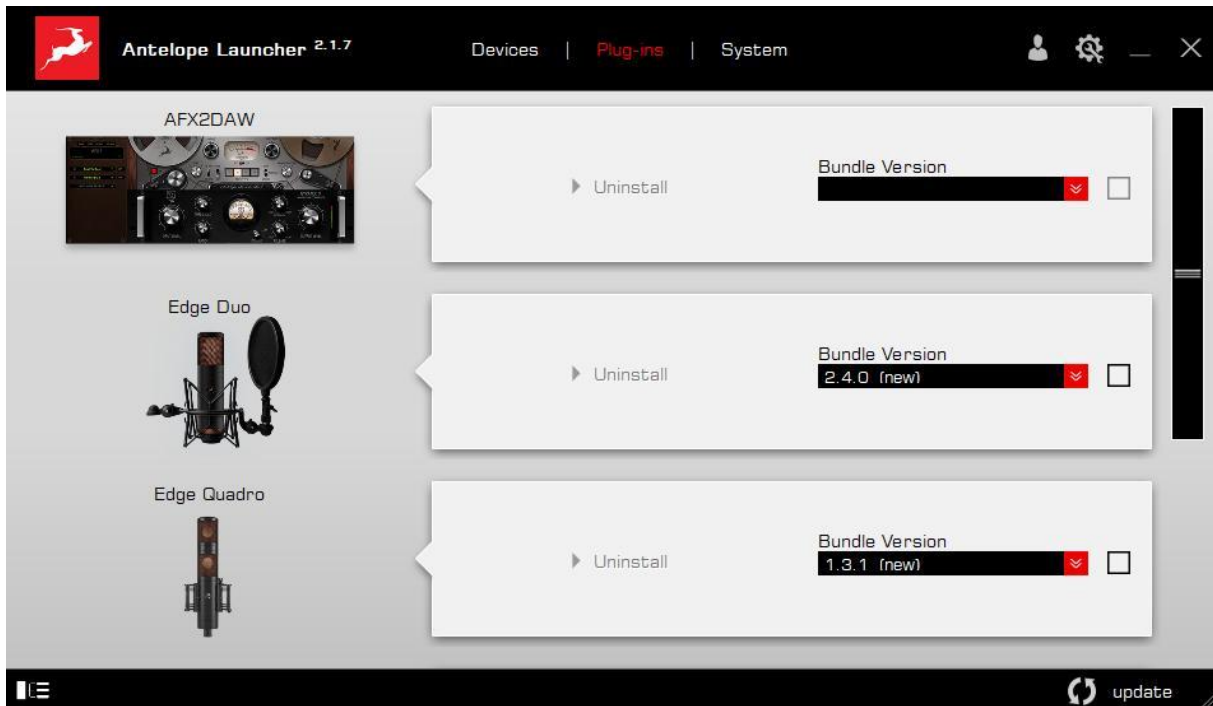 Antelope Launcher 2.1.7
Devices | Plug-ins | System
AFX2DAW
Uninstall
Bundle Version
Edge Duo
Uninstall
Bundle Version
2.4.0 (new)
Edge Quadro
Uninstall
Bundle Version
1.3.1 (new)
update